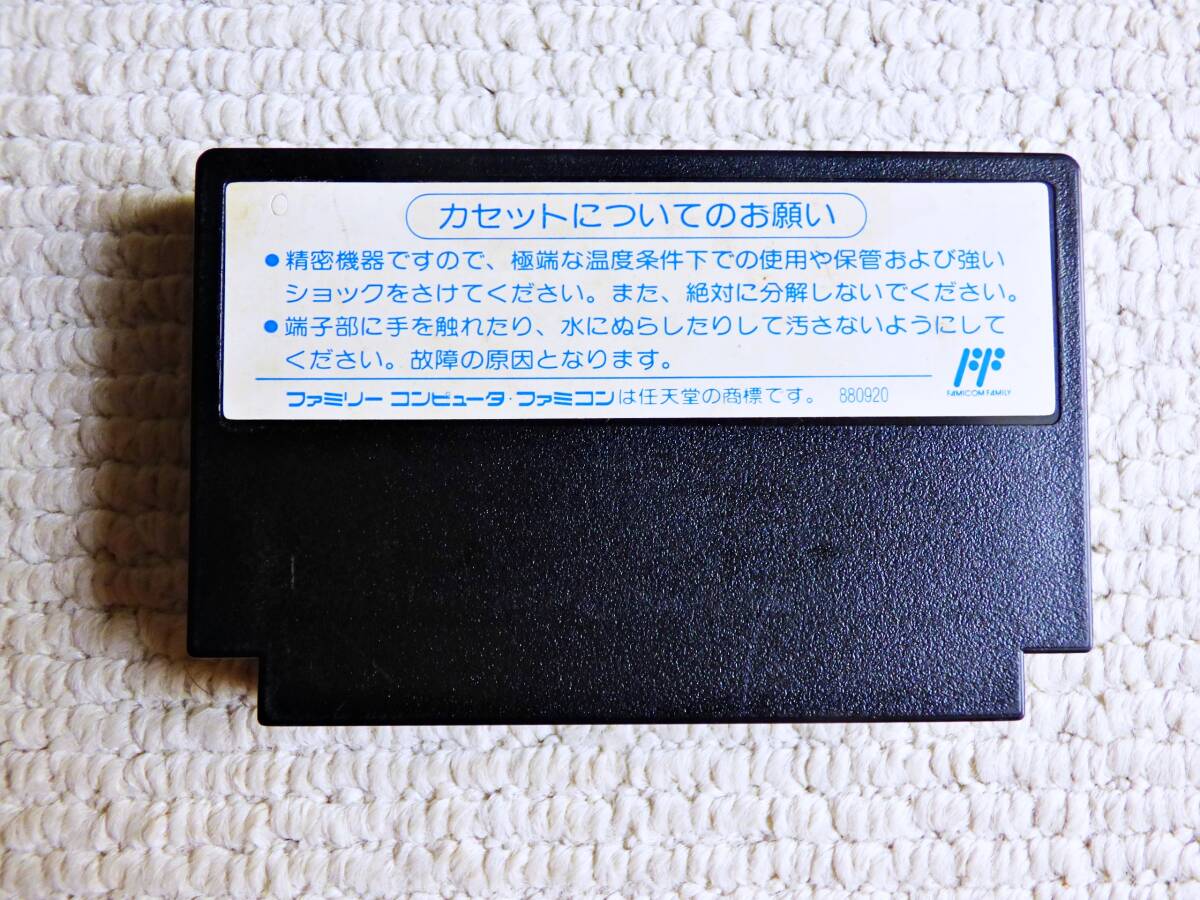 カセットについてのお願い
●精密機器ですので、極端な温度条件下での使用や保管および強い
ショックをさけてください。また、絶対に分解しないでください。
●端子部に手を触れたり、水にぬらしたりして汚さないようにして
ください。故障の原因となります。
ファミリー コンピュータ・ファミコンは任天堂の商標です。 880920
FAMICOM FAMILY